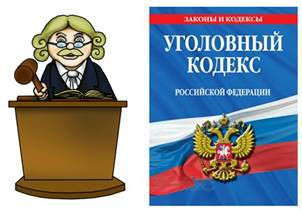 ЗАКОНЫ И КОДЕКСЫ
УГОЛОВНЫЙ
КОДЕКС
РОССИЙСКОЙ ФЕДЕРАЦИИ